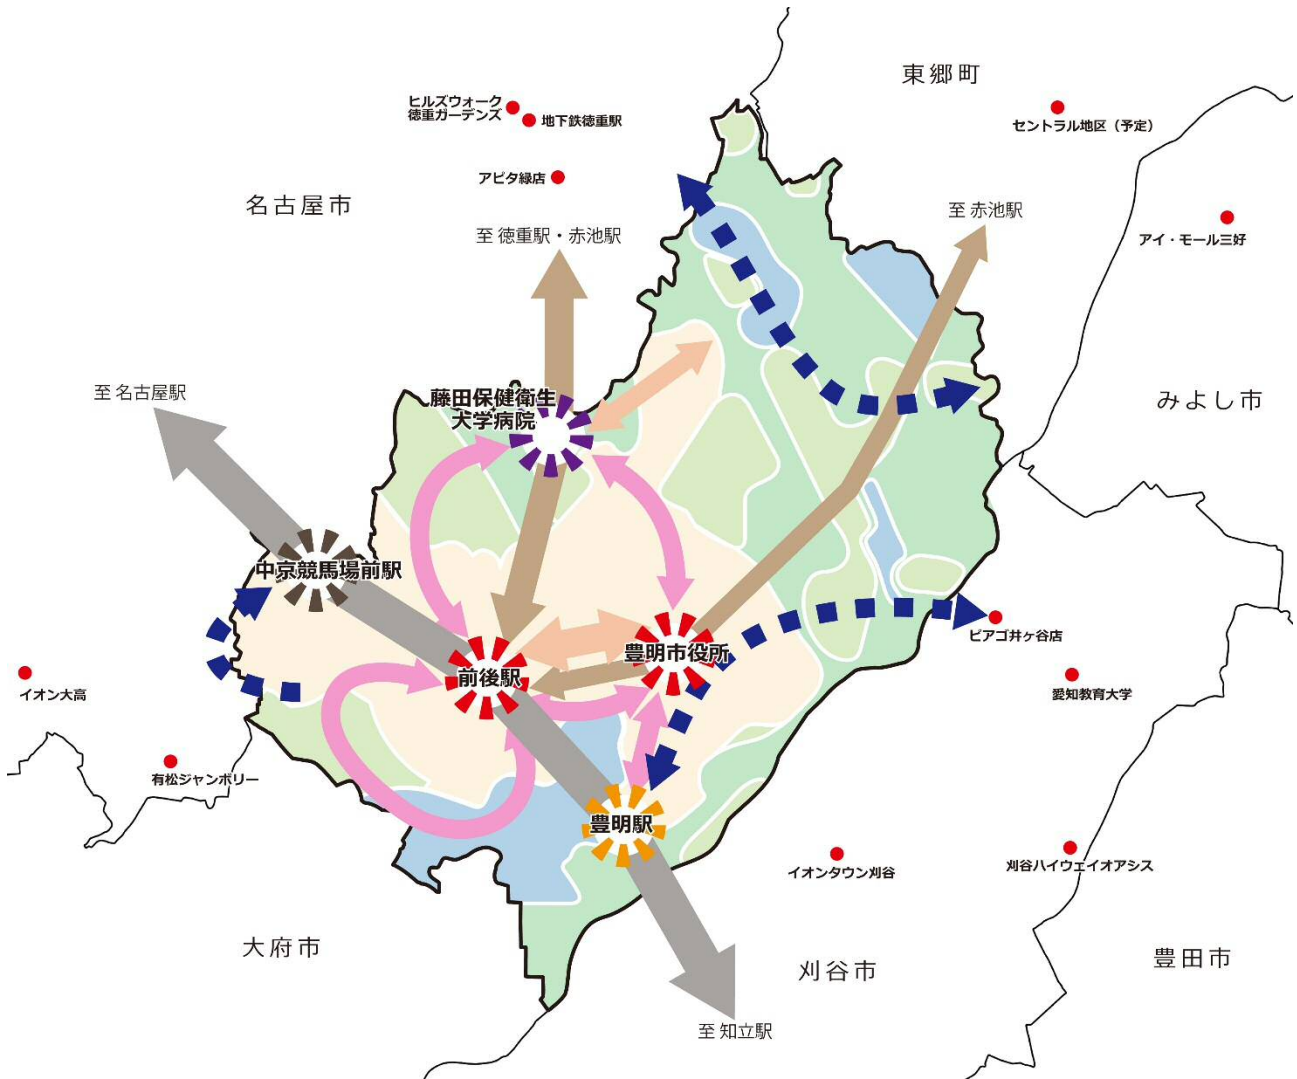 東郷町
ヒルズウォーク
徳重ガーデンズ
地下鉄徳重駅
セントラル地区（予定）
アピタ緑店
名古屋市
至 赤池駅
至 徳重駅・赤池駅
アイ・モール三好
至 名古屋駅
藤田保健衛生
大学病院
みよし市
中京競馬場前駅
ピアゴ井ヶ谷店
豊明市役所
前後駅
イオン大高
愛知教育大学
有松ジャンボリー
豊明駅
イオンタウン刈谷
刈谷ハイウェイオアシス
大府市
刈谷市
豊田市
至 知立駅